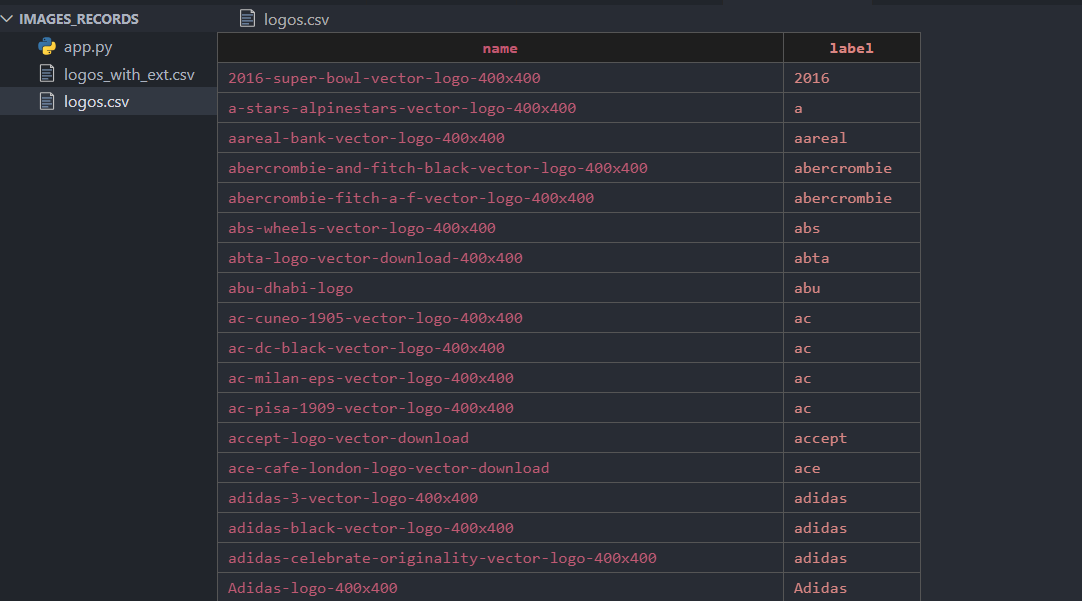 IMAGES_RECORDS
app.py
logos_with_ext.csv
logos.csv
logos.csv
name label
2016-super-bowl-vector-logo-400x400 2016
a-stars-alpinestars-vector-logo-400x400 a
aareal-bank-vector-logo-400x400 aareal
abercrombie-and-fitch-black-vector-logo-400x400 abercrombie
abercrombie-fitch-a-f-vector-logo-400x400 abercrombie
abs-wheels-vector-logo-400x400 abs
abta-logo-vector-download-400x400 abta
abu-dhabi-logo abu
ac-cuneo-1905-vector-logo-400x400 ac
ac-dc-black-vector-logo-400x400 ac
ac-milan-eps-vector-logo-400x400 ac
ac-pisa-1909-vector-logo-400x400 ac
accept-logo-vector-download accept
ace-cafe-london-logo-vector-download ace
adidas-3-vector-logo-400x400 adidas
adidas-black-vector-logo-400x400 adidas
adidas-celebrate-originality-vector-logo-400x400 adidas
Adidas-logo-400x400 Adidas